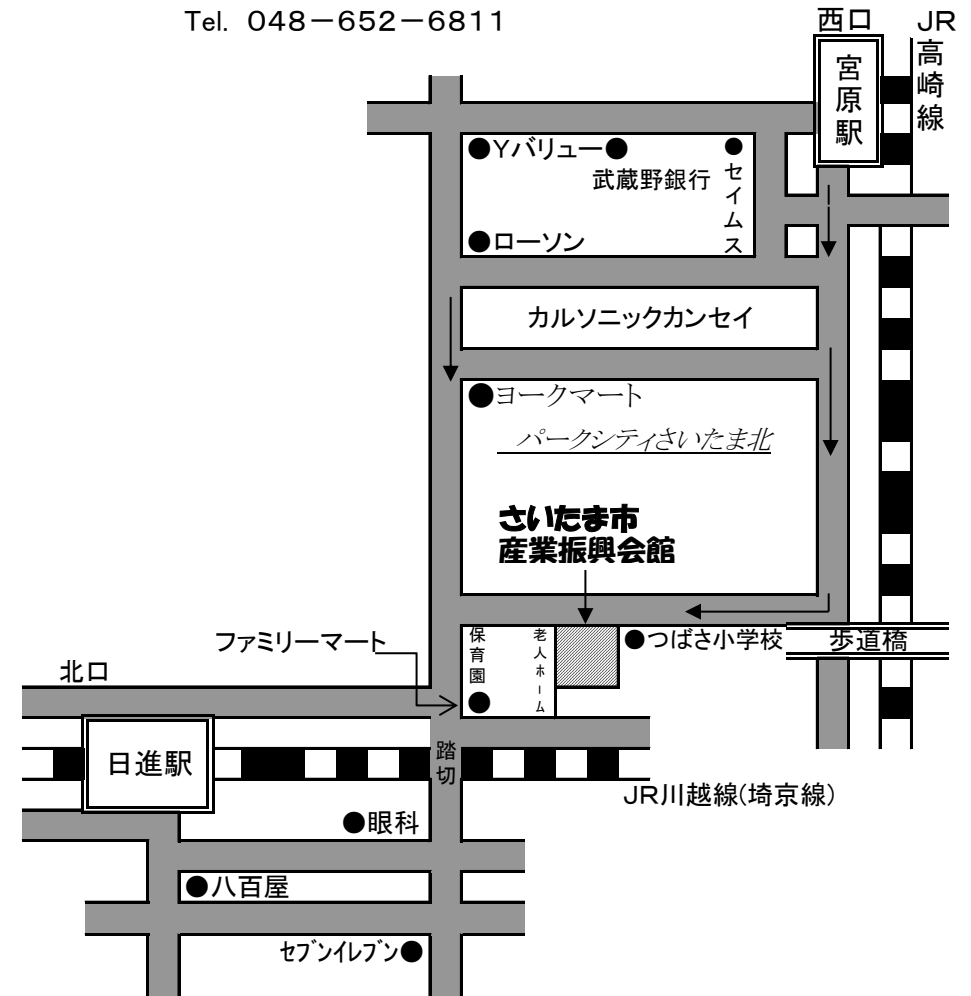 Tel. 048－652－6811
西口
JR高崎線
宮原駅
●Yバリュー●
武蔵野銀行
●セイムス
●ローソン
カルソニックカンセイ
●ヨークマート
パークシティさいたま北
さいたま市
産業振興会館
ファミリーマート
保育園
老人ホーム
●つばさ小学校
歩道橋
北口
日進駅
踏切
JR川越線(埼京線)
●眼科
●八百屋
ｾﾌﾞﾝｲﾚﾌﾞﾝ●